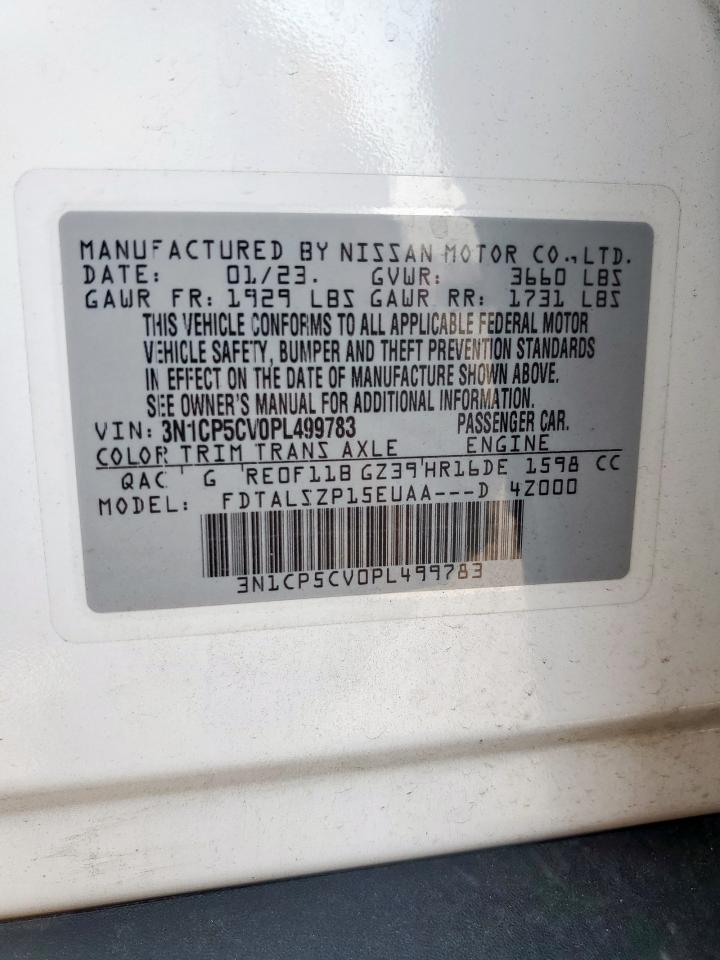 MANUFACTURED BY NISSAN MOTOR CO., LTD.
DATE: 01/23. GVWR: 3660 LBS
GAWR FR: 1929 LBS GAWR RR: 1731 LBS
THIS VEHICLE CONFORMS TO ALL APPLICABLE FEDERAL MOTOR
VEHICLE SAFETY, BUMPER AND THEFT PREVENTION STANDARDS
IN EFFECT ON THE DATE OF MANUFACTURE SHOWN ABOVE.
SEE OWNER'S MANUAL FOR ADDITIONAL INFORMATION.
VIN: 3N1CP5CV0PL499783 PASSENGER CAR.
COLOR TRIM TRANS AXLE ENGINE
QAC G RE0F11B GZ39 HR16DE 1598 CC
MODEL: FDTALSZP15EUAA---D 4Z000
3N1CP5CV0PL499783